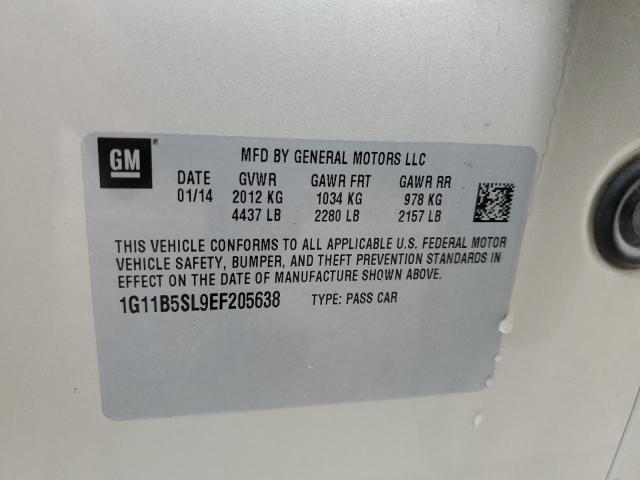 GM®
MFD BY GENERAL MOTORS LLC
DATE GVWR GAWR FRT GAWR RR
01/14 2012 KG 1034 KG 978 KG
4437 LB 2280 LB 2157 LB
THIS VEHICLE CONFORMS TO ALL APPLICABLE U.S. FEDERAL MOTOR
VEHICLE SAFETY, BUMPER, AND THEFT PREVENTION STANDARDS IN
EFFECT ON THE DATE OF MANUFACTURE SHOWN ABOVE.
1G11B5SL9EF205638 TYPE: PASS CAR